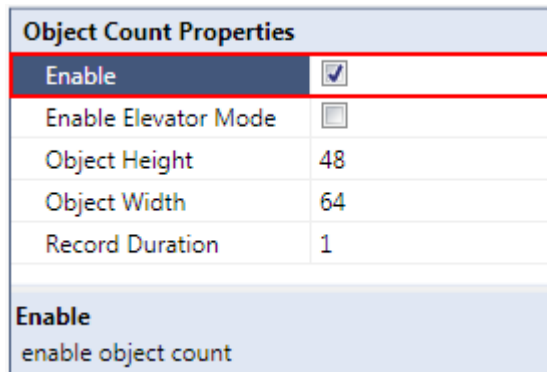 Object Count Properties
Enable
Enable Elevator Mode
Object Height 48
Object Width 64
Record Duration 1
Enable
enable object count